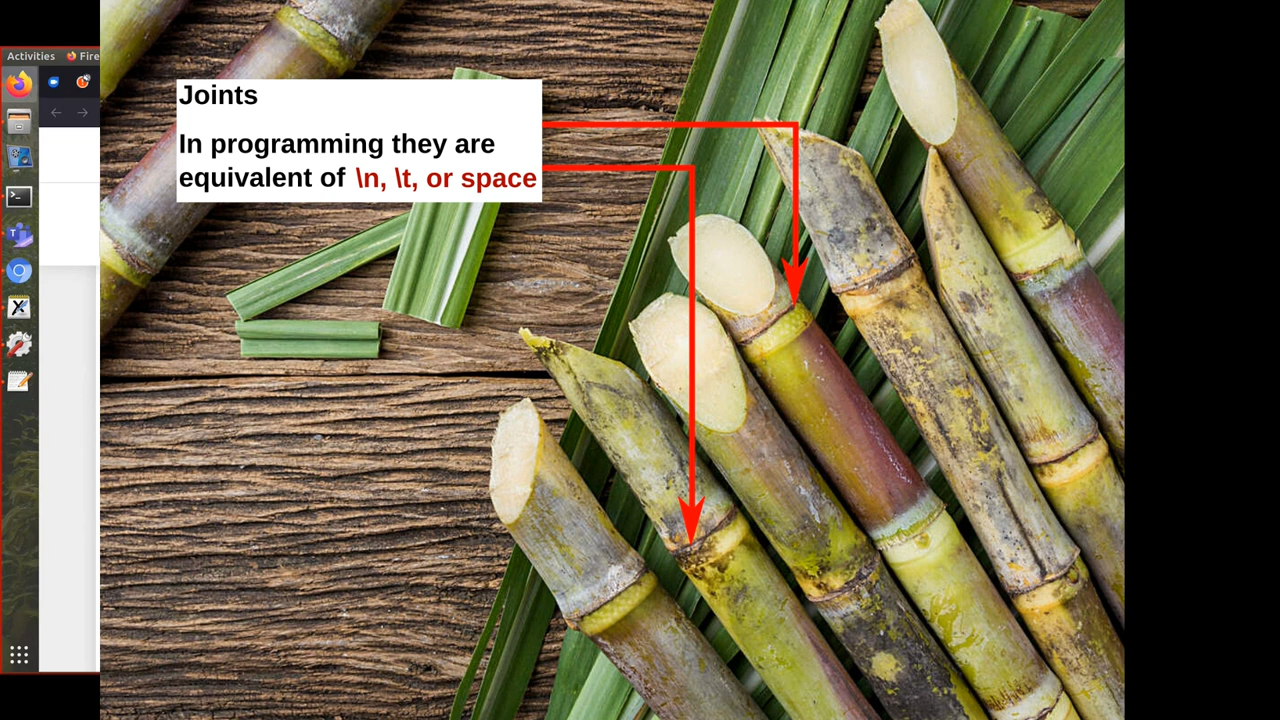 Activities Fire
Joints
In programming they are
equivalent of \n, \t, or space